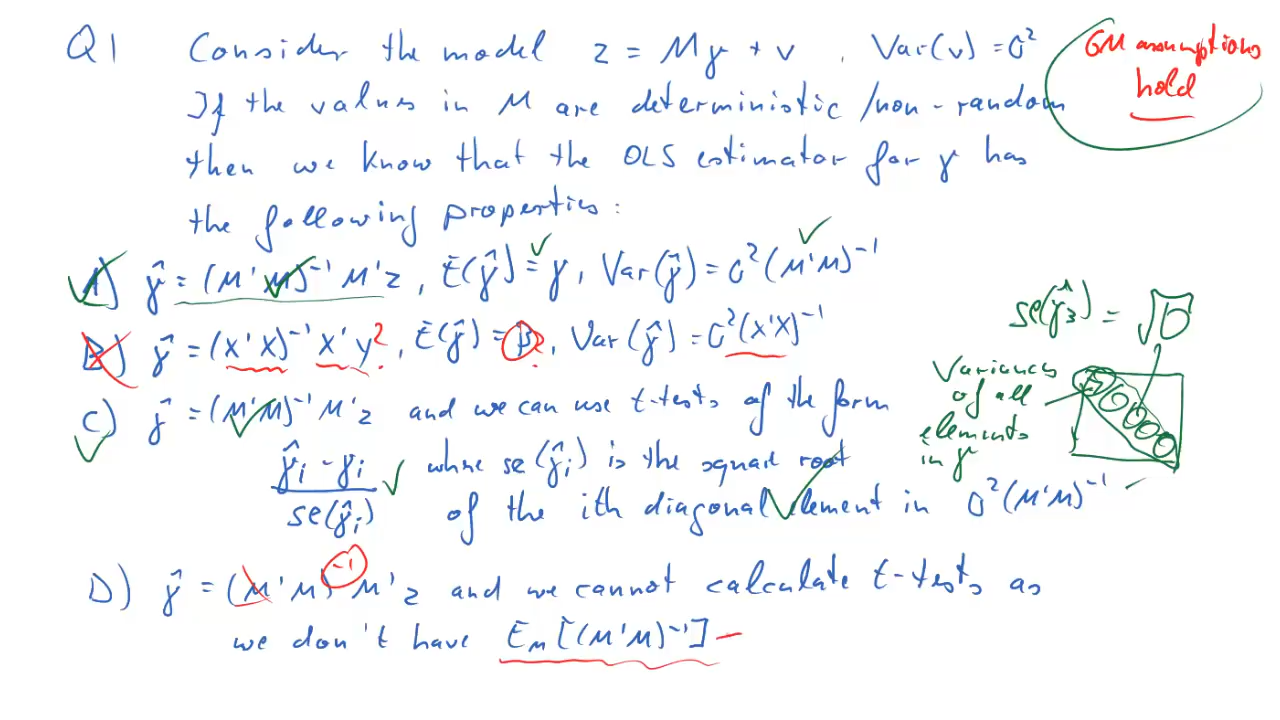 Q1 Consider the model z = Mγ + v , Var(v) = σ²
GM assumptions
hold
If the values in M are deterministic /non-random
then we know that the OLS estimator for γ has
the following properties:
A) γ̂ = (M'M)⁻¹ M'z , E(γ̂) = γ , Var(γ̂) = σ²(M'M)⁻¹
B) γ̂ = (X'X)⁻¹ X'y ? , E(γ̂) = β ? , Var(γ̂) = σ²(X'X)⁻¹
C) γ̂ = (M'M)⁻¹ M'z and we can use t-tests of the form
γ̂ᵢ - γᵢ
se(γ̂ᵢ)
where se(γ̂ᵢ) is the square root
of the ith diagonal element in σ²(M'M)⁻¹
se(γ̂₃) =
Variances
of all
elements
in γ
D) γ̂ = (M'M)⁻¹ M'z and we cannot calculate t-tests as
we don't have E_M [(M'M)⁻¹]